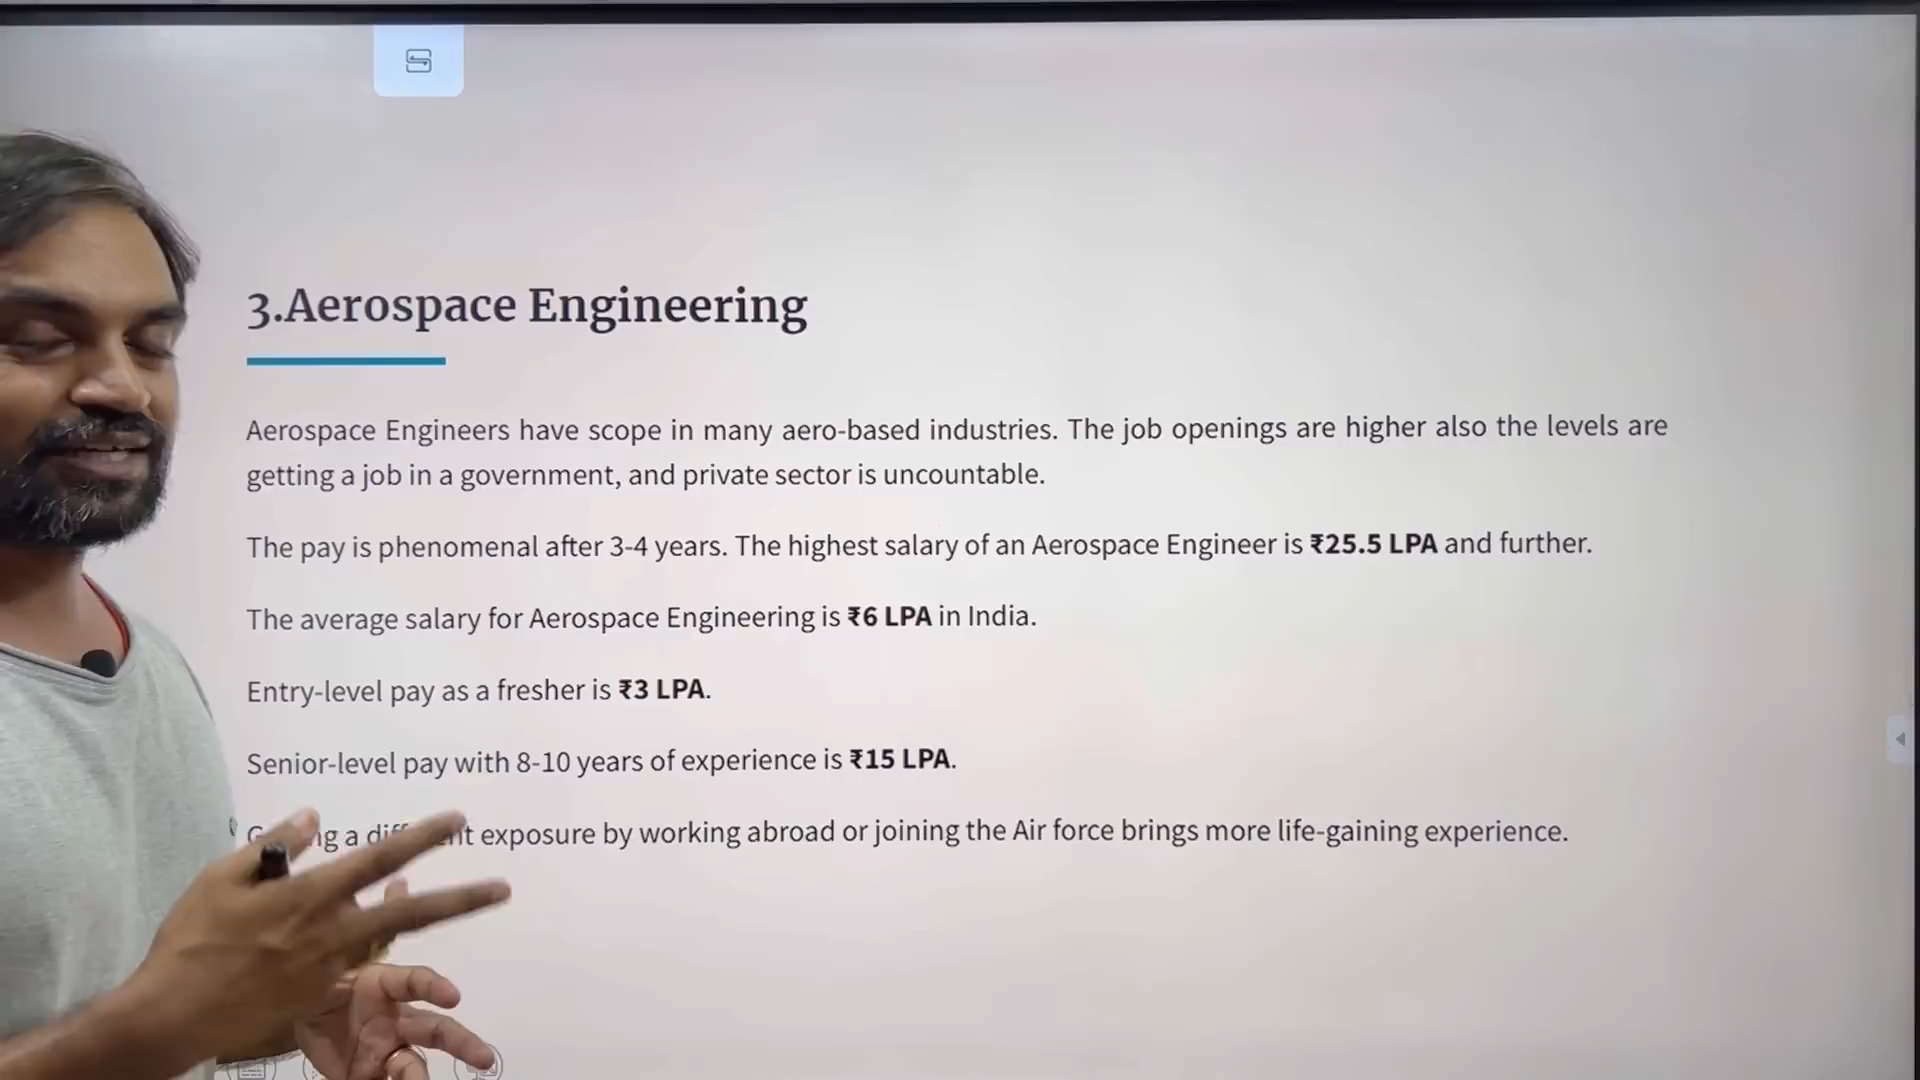 3.Aerospace Engineering
Aerospace Engineers have scope in many aero-based industries. The job openings are higher also the levels are
getting a job in a government, and private sector is uncountable.
The pay is phenomenal after 3-4 years. The highest salary of an Aerospace Engineer is ₹25.5 LPA and further.
The average salary for Aerospace Engineering is ₹6 LPA in India.
Entry-level pay as a fresher is ₹3 LPA.
Senior-level pay with 8-10 years of experience is ₹15 LPA.
a exposure by working abroad or joining the Air force brings more life-gaining experience.